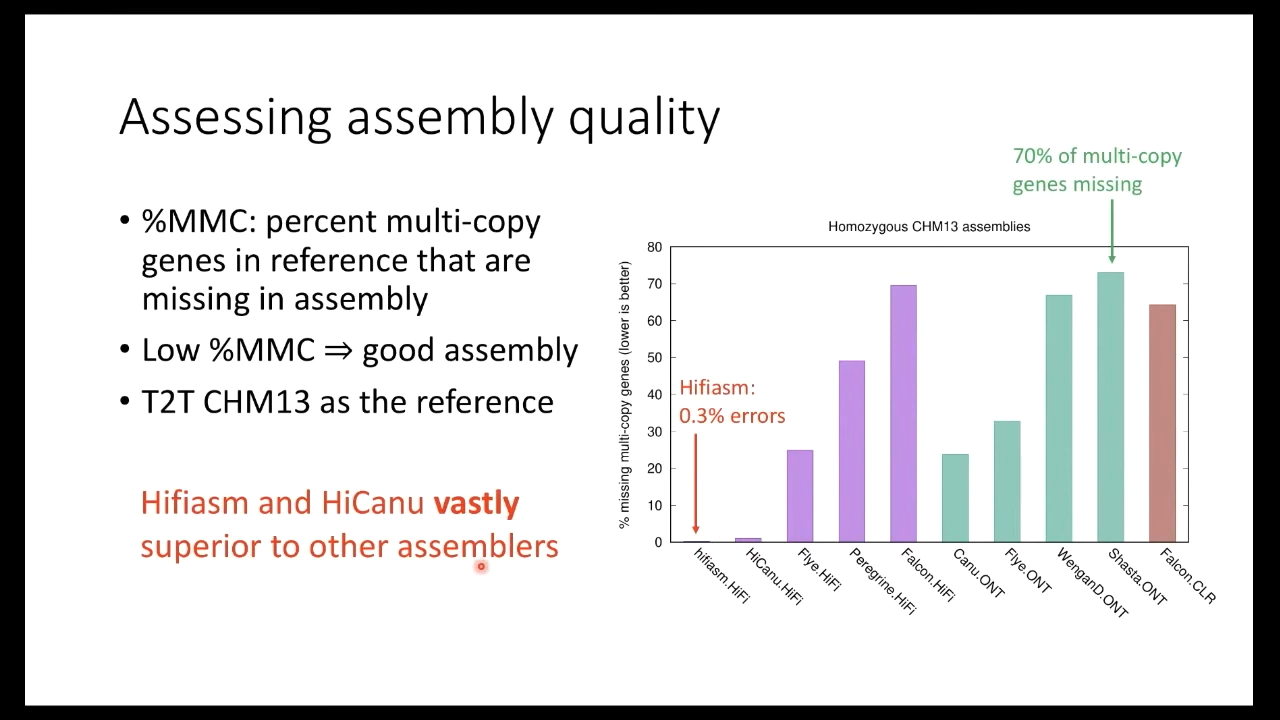 Assessing assembly quality
• %MMC: percent multi-copy
genes in reference that are
missing in assembly
• Low %MMC ⇒ good assembly
• T2T CHM13 as the reference
Hifiasm and HiCanu vastly
superior to other assemblers
70% of multi-copy
genes missing
Homozygous CHM13 assemblies
% missing multi-copy genes (lower is better)
80
70
60
50
40
30
20
10
0
Hifiasm:
0.3% errors
hifiasm.HiFi
HiCanu.HiFi
Flye.HiFi
Peregrine.HiFi
Falcon.HiFi
Canu.ONT
Flye.ONT
WenganD.ONT
Shasta.ONT
Falcon.CLR